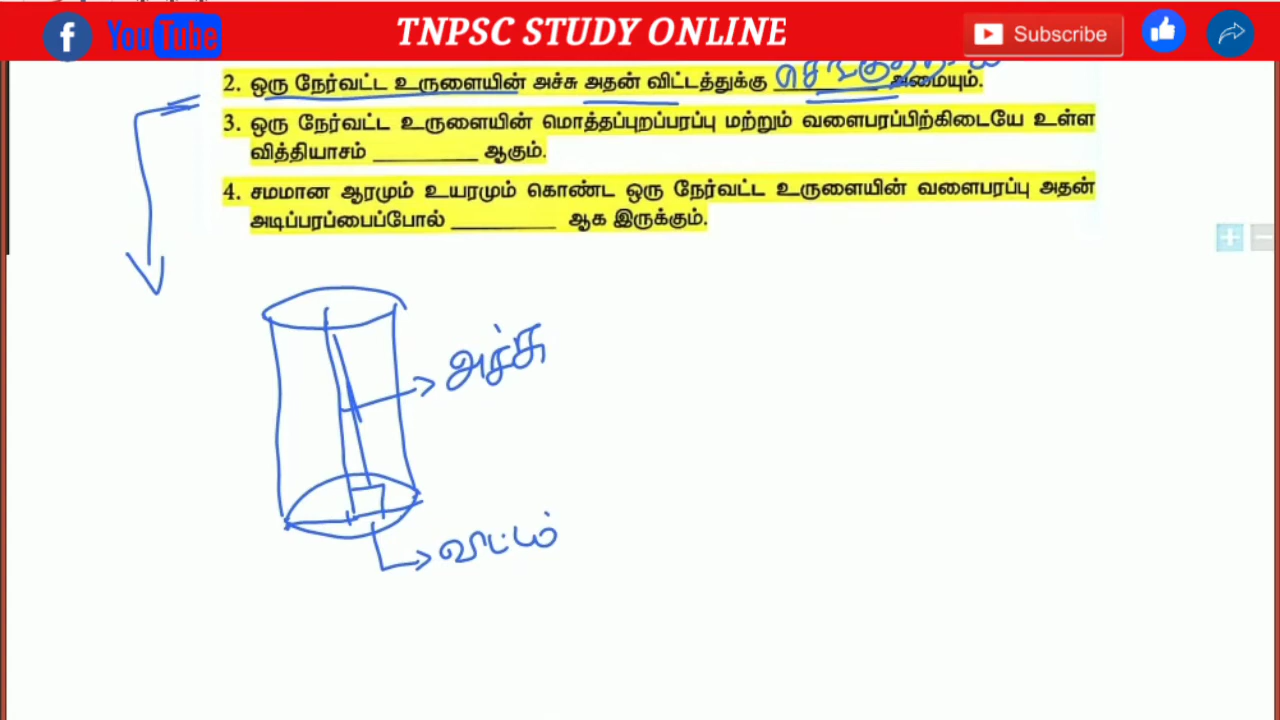 f YouTube TNPSC STUDY ONLINE Subscribe
2. ஒரு நேர்வட்ட உருளையின் அச்சு அதன் விட்டத்துக்கு __________ அமையும்.
3. ஒரு நேர்வட்ட உருளையின் மொத்தப்புறப்பரப்பு மற்றும் வளைபரப்பிற்கிடையே உள்ள
வித்தியாசம் __________ ஆகும்.
4. சமமான ஆரமும் உயரமும் கொண்ட ஒரு நேர்வட்ட உருளையின் வளைபரப்பு அதன்
அடிப்பரப்பைப்போல் __________ ஆக இருக்கும்.
அச்சு
விட்டம்